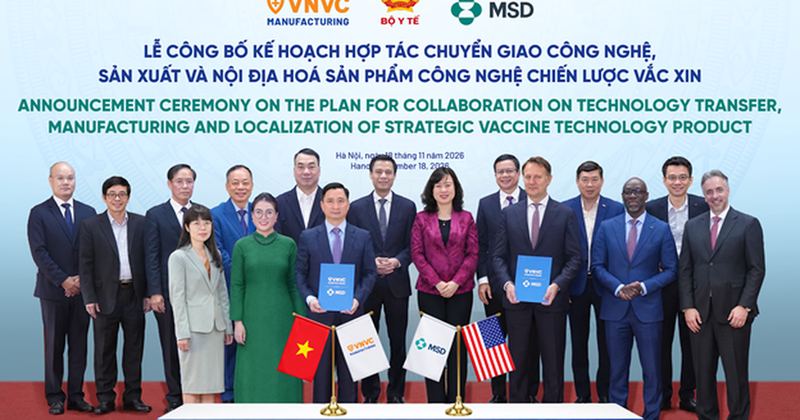 VNVC
MANUFACTURING
BỘ Y TẾ
MSD
LỄ CÔNG BỐ KẾ HOẠCH HỢP TÁC CHUYỂN GIAO CÔNG NGHỆ,
SẢN XUẤT VÀ NỘI ĐỊA HOÁ SẢN PHẨM CÔNG NGHỆ CHIẾN LƯỢC VẮC XIN
ANNOUNCEMENT CEREMONY ON THE PLAN FOR COLLABORATION ON TECHNOLOGY TRANSFER,
MANUFACTURING AND LOCALIZATION OF STRATEGIC VACCINE TECHNOLOGY PRODUCT
Hà Nội, ngày 18 tháng 11 năm 2026
18, 2026
VNVC
MSD
VNVC
MSD
VNVC
MANUFACTURING
MSD